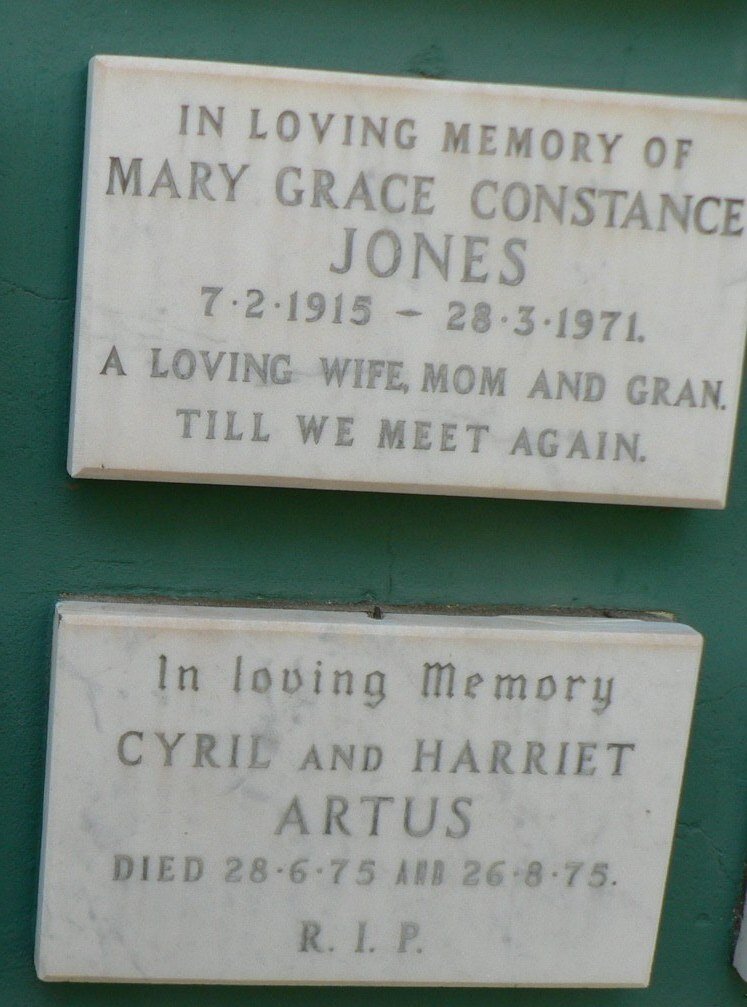 IN LOVING MEMORY OF
MARY GRACE CONSTANCE
JONES
7·2·1915 – 28·3·1971.
A LOVING WIFE, MOM AND GRAN.
TILL WE MEET AGAIN.
In loving Memory
CYRIL AND HARRIET
ARTUS
DIED 28·6·75 AND 26·8·75.
R. I. P.